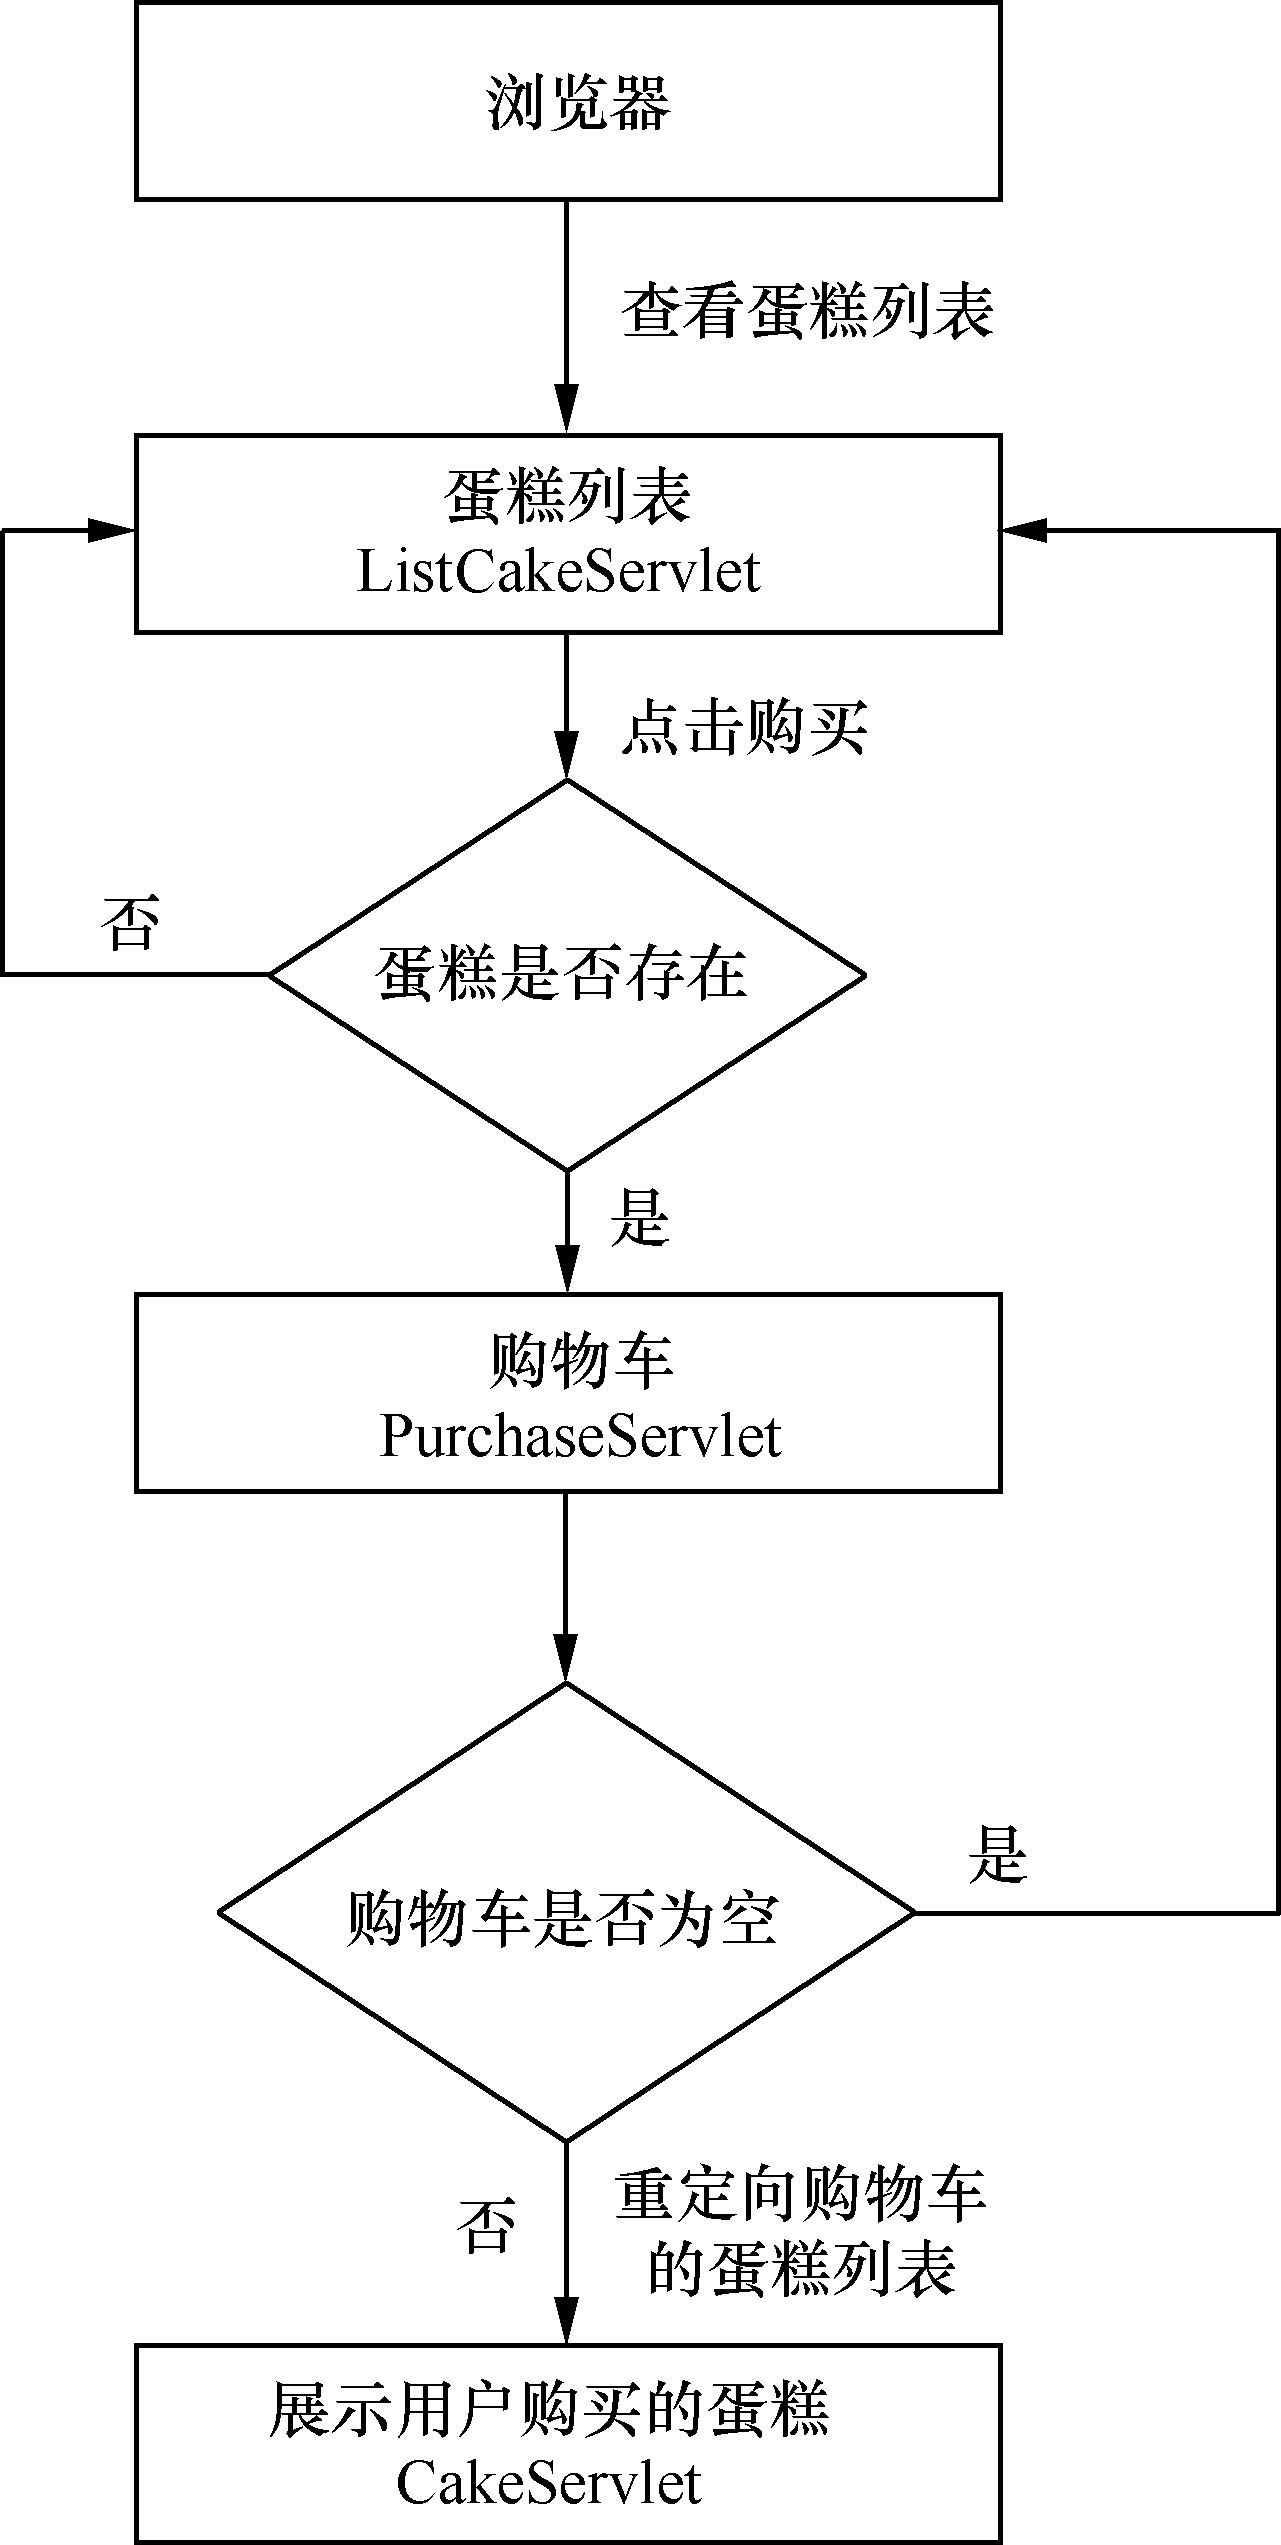 浏览器
查看蛋糕列表
蛋糕列表
ListCakeServlet
点击购买
否
蛋糕是否存在
是
购物车
PurchaseServlet
是
购物车是否为空
否
重定向购物车
的蛋糕列表
展示用户购买的蛋糕
CakeServlet